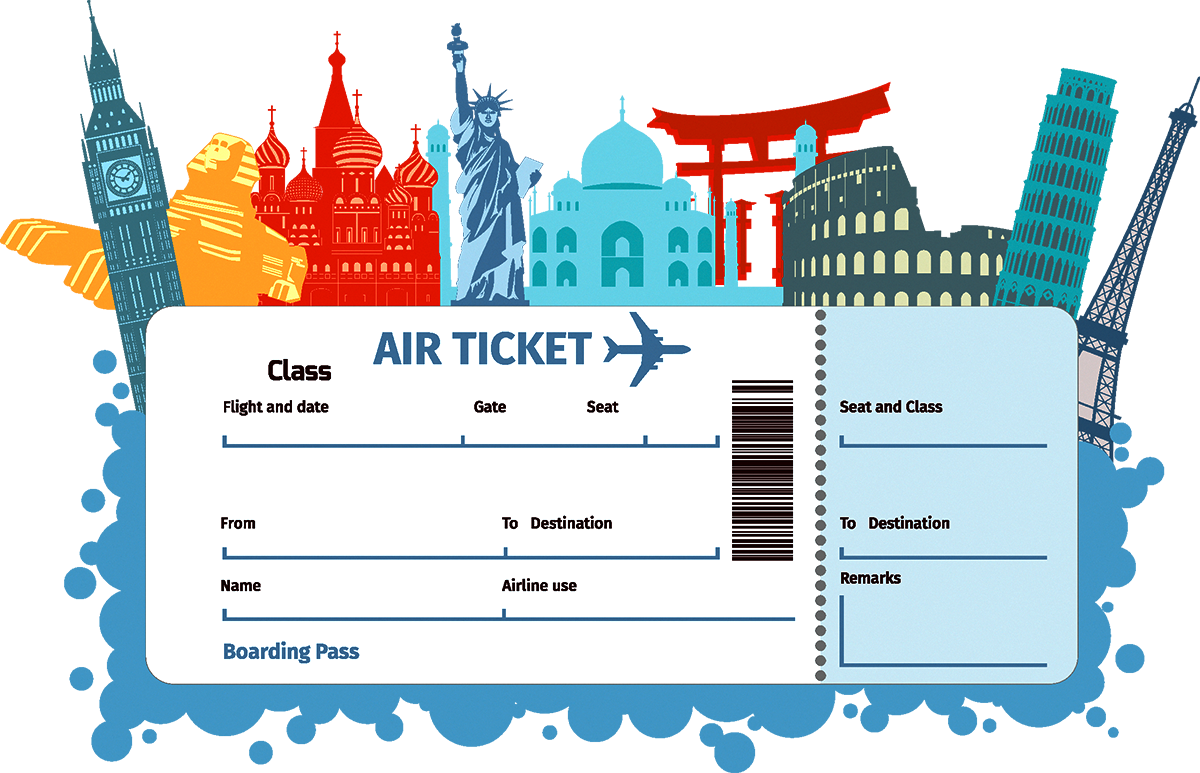 AIR TICKET
Class
Flight and date Gate Seat
Seat and Class
From To Destination
To Destination
Name Airline use
Remarks
Boarding Pass